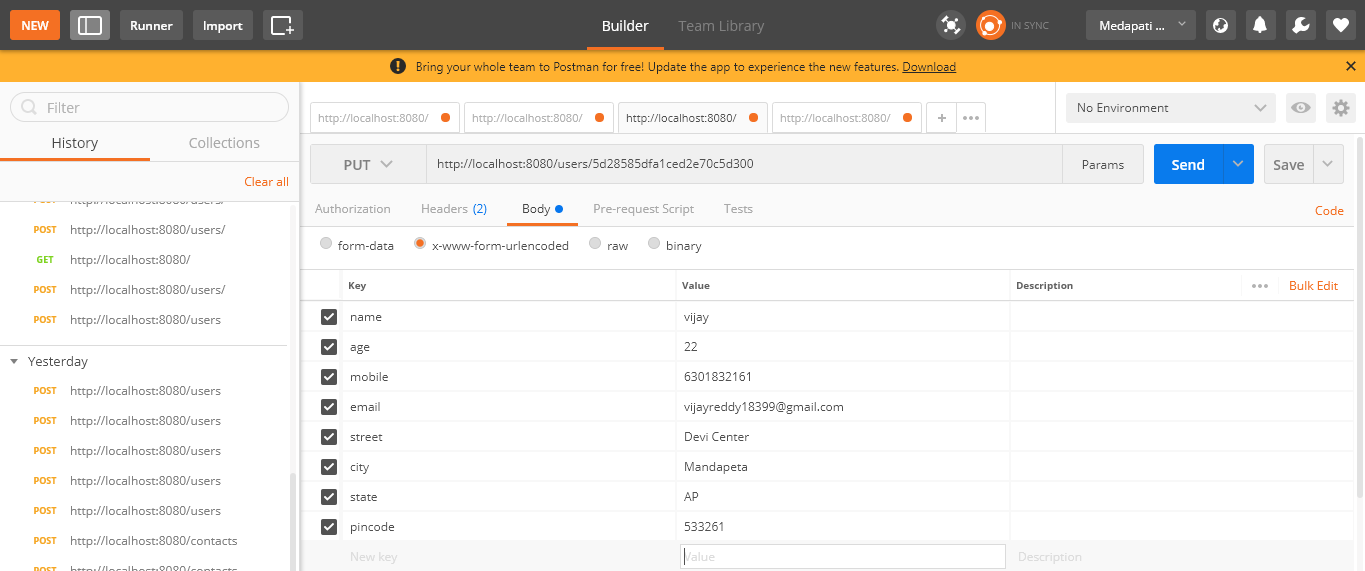 NEW Runner Import Builder Team Library IN SYNC Medapati ...
Bring your whole team to Postman for free! Update the app to experience the new features. Download
Filter
History Collections
Clear all
http://localhost:8080/users/
POST http://localhost:8080/users/
GET http://localhost:8080/
POST http://localhost:8080/users/
POST http://localhost:8080/users
Yesterday
POST http://localhost:8080/users
POST http://localhost:8080/users
POST http://localhost:8080/users
POST http://localhost:8080/users
POST http://localhost:8080/users
POST http://localhost:8080/contacts
http://localhost:8080/contacts
http://localhost:8080/ http://localhost:8080/ http://localhost:8080/ http://localhost:8080/ + •••
No Environment
PUT http://localhost:8080/users/5d28585dfa1ced2e70c5d300 Params Send Save
Authorization Headers (2) Body Pre-request Script Tests Code
form-data x-www-form-urlencoded raw binary
Key Value Description ••• Bulk Edit
name vijay
age 22
mobile 6301832161
email vijayreddy18399@gmail.com
street Devi Center
city Mandapeta
state AP
pincode 533261
New key Value Description